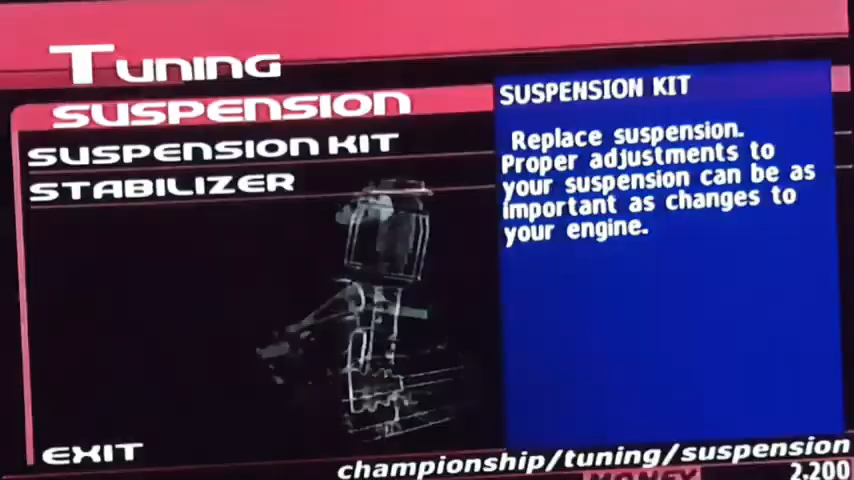 Tuning
SUSPENSION
SUSPENSION KIT
STABILIZER
EXIT
SUSPENSION KIT
Replace suspension.
Proper adjustments to
your suspension can be as
important as changes to
your engine.
championship/tuning/suspension
MONEY
2,200